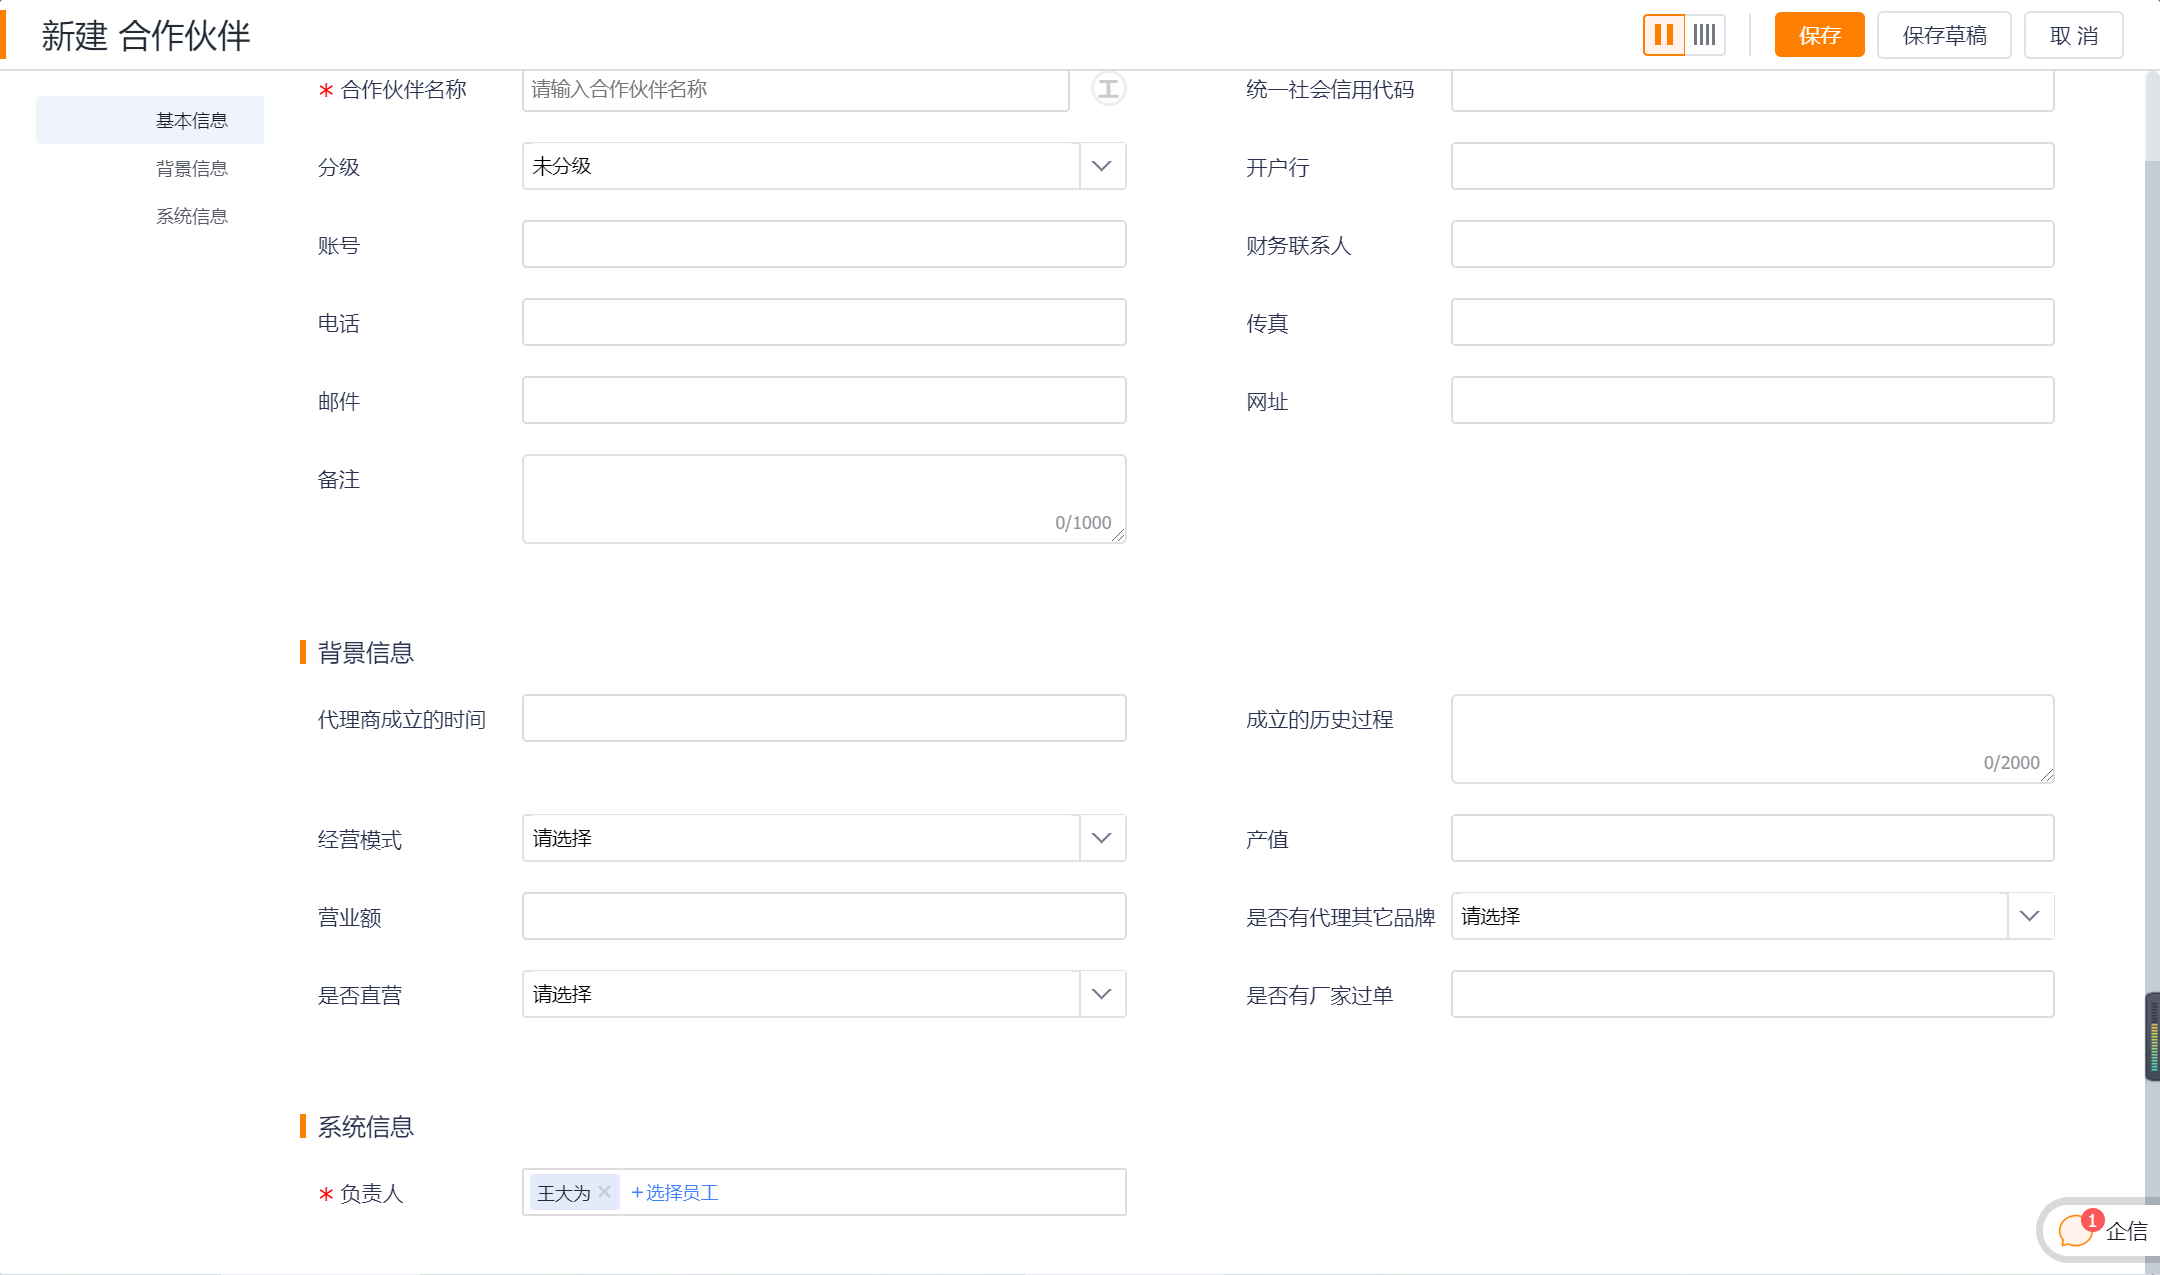 新建 合作伙伴
保存
保存草稿
取 消
基本信息
背景信息
系统信息
* 合作伙伴名称 请输入合作伙伴名称 工
统一社会信用代码
分级 未分级
开户行
账号
财务联系人
电话
传真
邮件
网址
备注
0/1000
背景信息
代理商成立的时间
成立的历史过程
0/2000
经营模式 请选择
产值
营业额
是否有代理其它品牌 请选择
是否直营 请选择
是否有厂家过单
系统信息
* 负责人 王大为 × +选择员工
1 企信